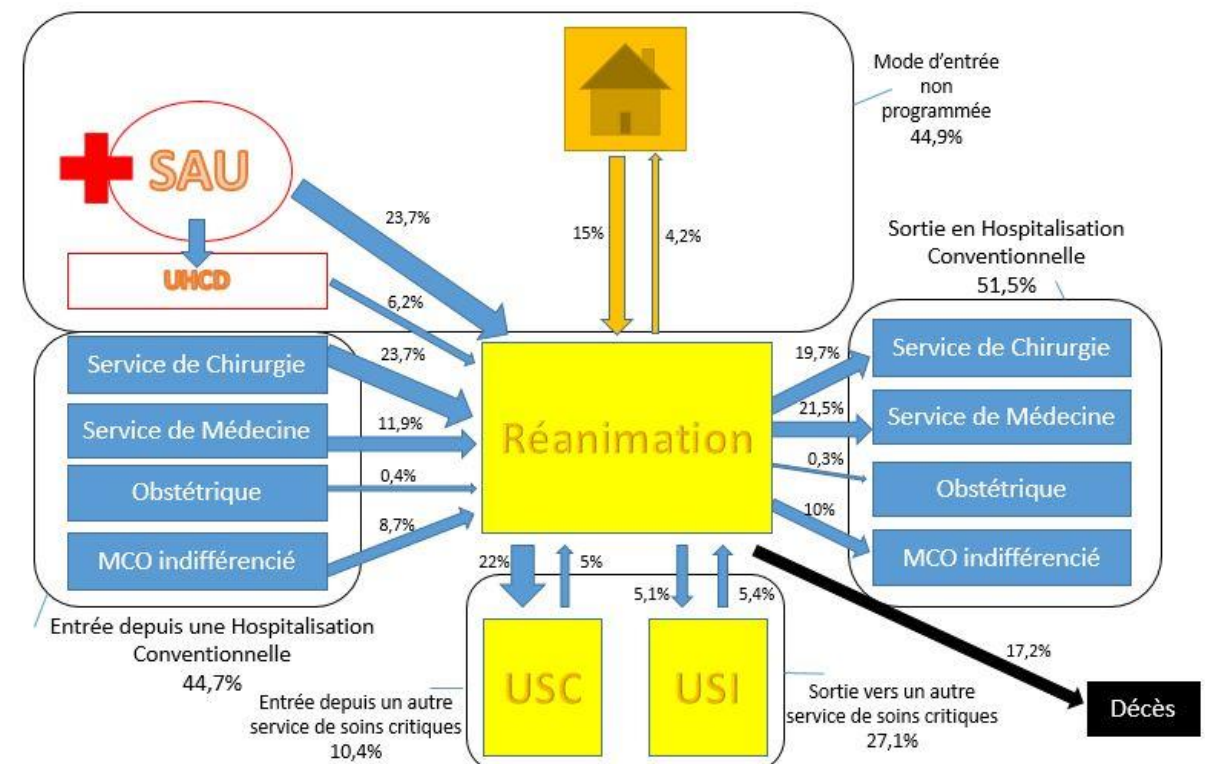 Mode d'entrée
non
programmée
44,9%
SAU
UHCD
23,7%
6,2%
15%
4,2%
Sortie en Hospitalisation
Conventionnelle
51,5%
Service de Chirurgie
Service de Médecine
Obstétrique
MCO indifférencié
23,7%
11,9%
0,4%
8,7%
Réanimation
19,7%
21,5%
0,3%
10%
Service de Chirurgie
Service de Médecine
Obstétrique
MCO indifférencié
Entrée depuis une Hospitalisation
Conventionnelle
44,7%
22%
5%
5,1%
5,4%
USC
USI
Entrée depuis un autre
service de soins critiques
10,4%
Sortie vers un autre
service de soins critiques
27,1%
17,2%
Décès